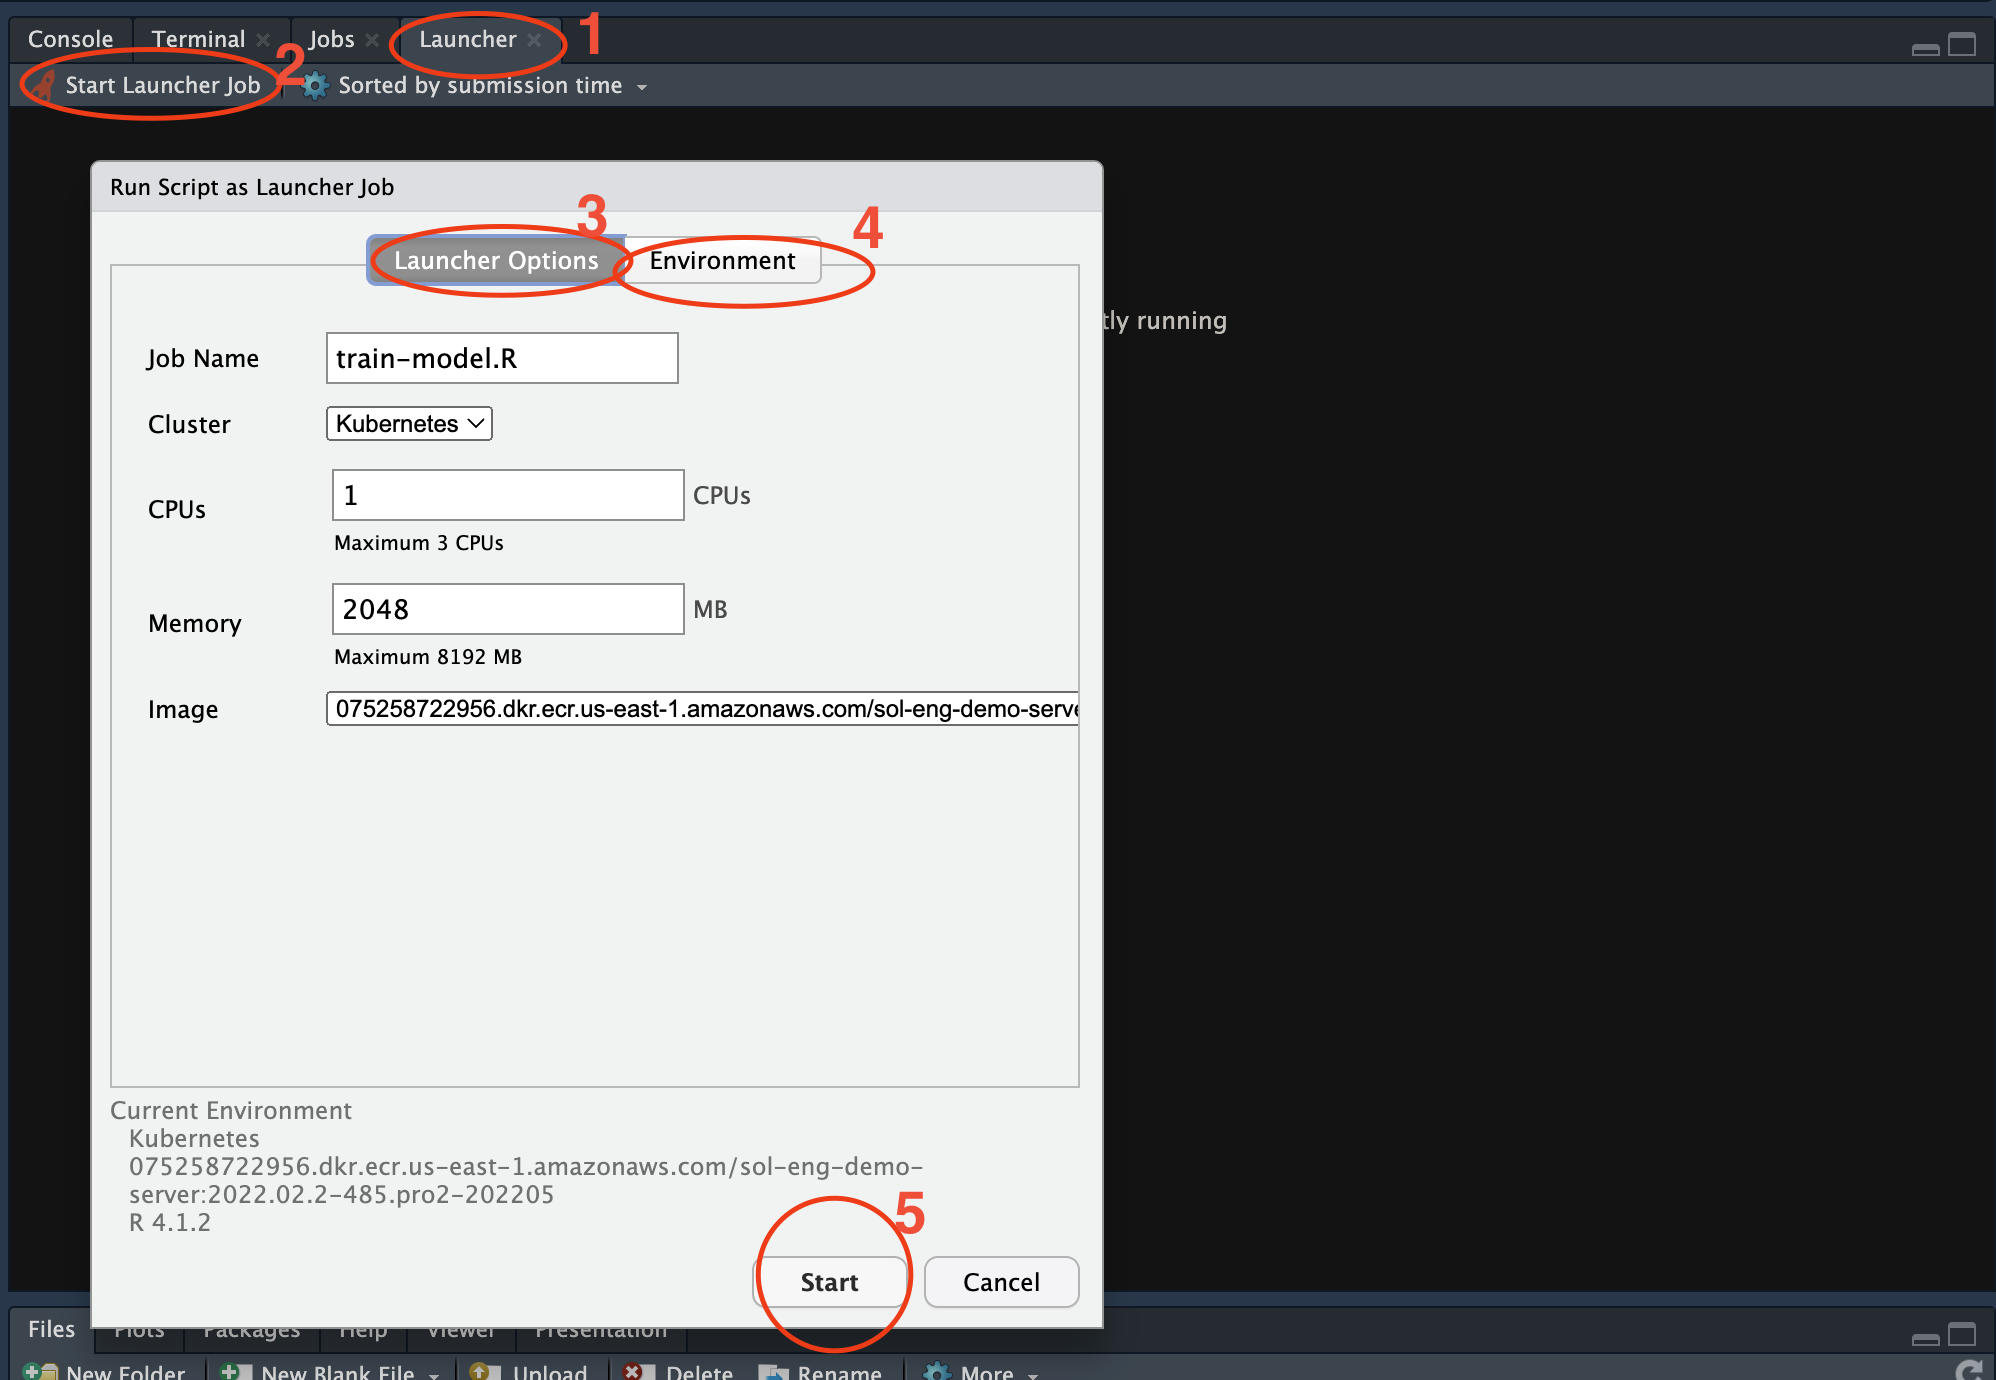 Console Terminal Jobs Launcher 1
Start Launcher Job 2 Sorted by submission time
Run Script as Launcher Job
3 4
Launcher Options Environment
tly running
Job Name train-model.R
Cluster Kubernetes
CPUs 1 CPUs
Maximum 3 CPUs
Memory 2048 MB
Maximum 8192 MB
Image 075258722956.dkr.ecr.us-east-1.amazonaws.com/sol-eng-demo-serve
Current Environment
Kubernetes
075258722956.dkr.ecr.us-east-1.amazonaws.com/sol-eng-demo-
server:2022.02.2-485.pro2-202205
R 4.1.2
5
Start Cancel
Files Plots Packages Help Viewer Presentation
New Folder New Blank File Upload Delete Rename More